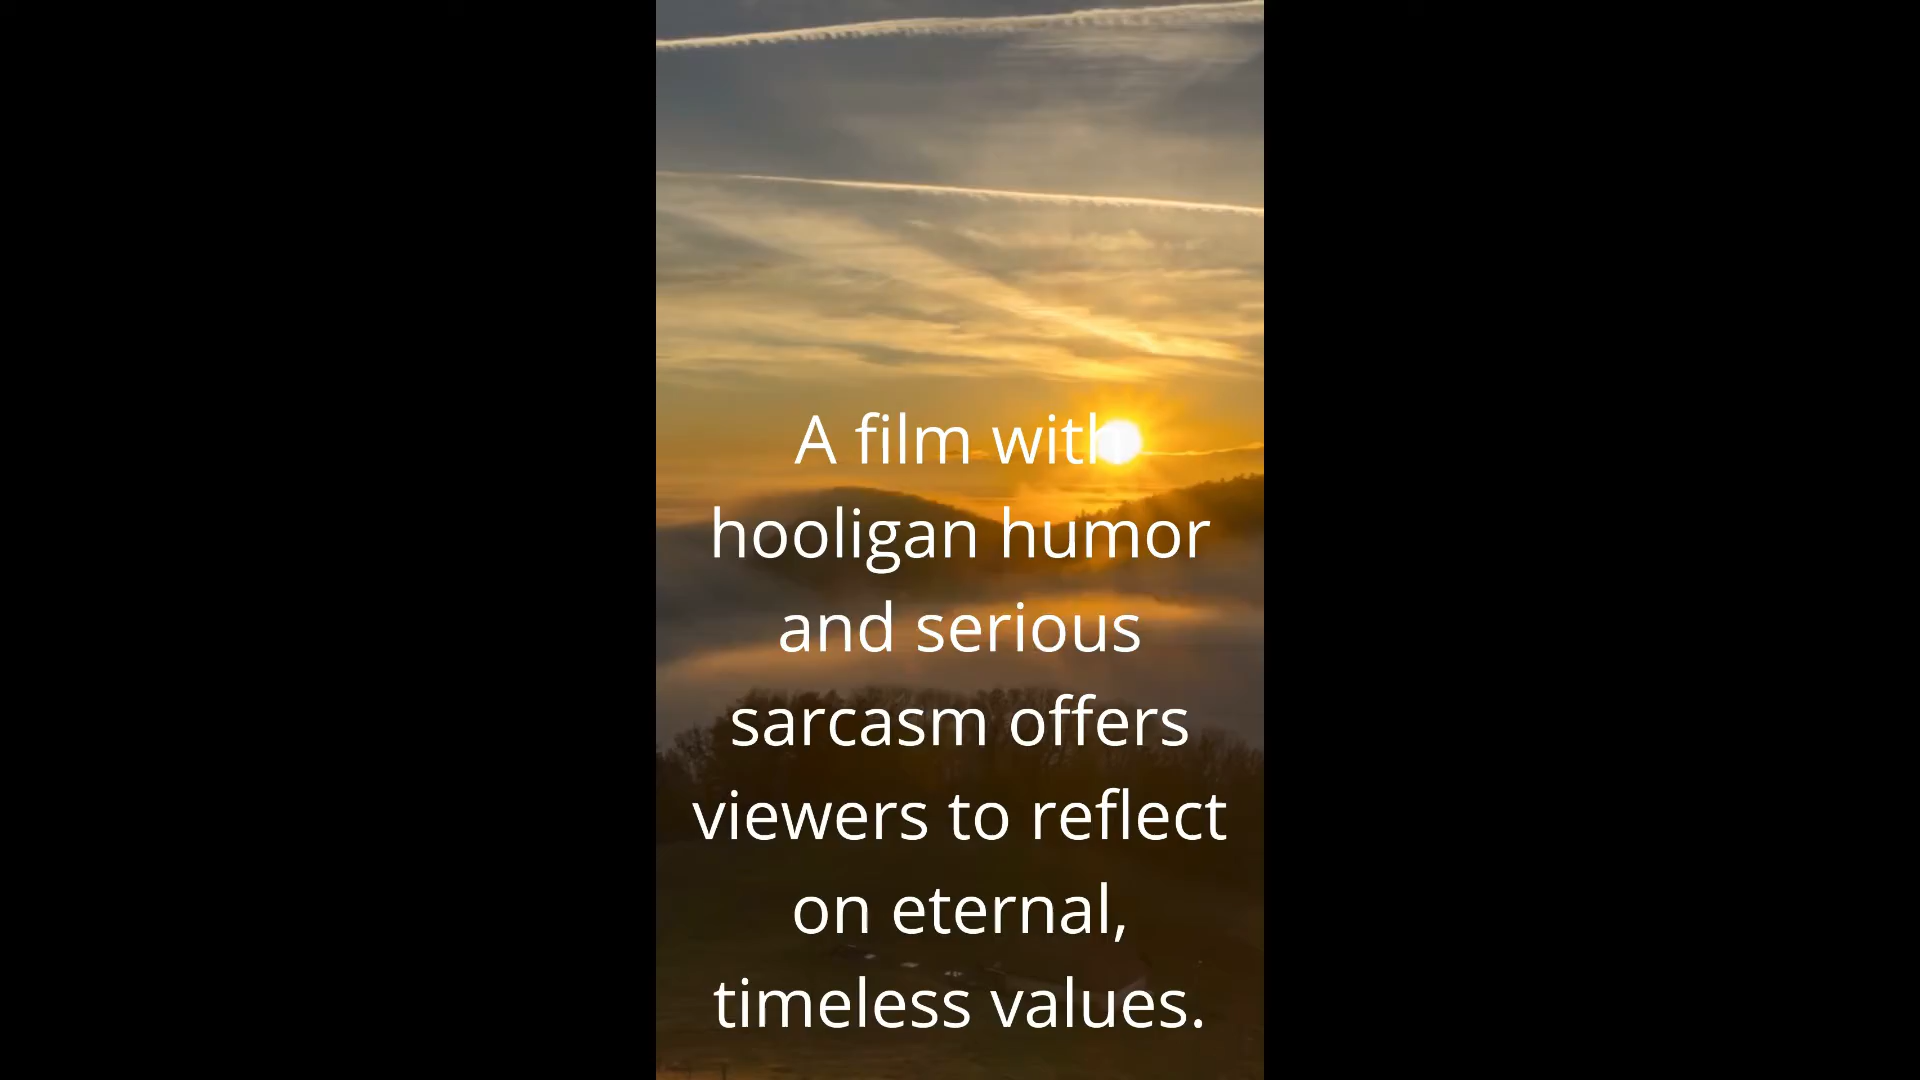 A film with
hooligan humor
and serious
sarcasm offers
viewers to reflect
on eternal,
timeless values.